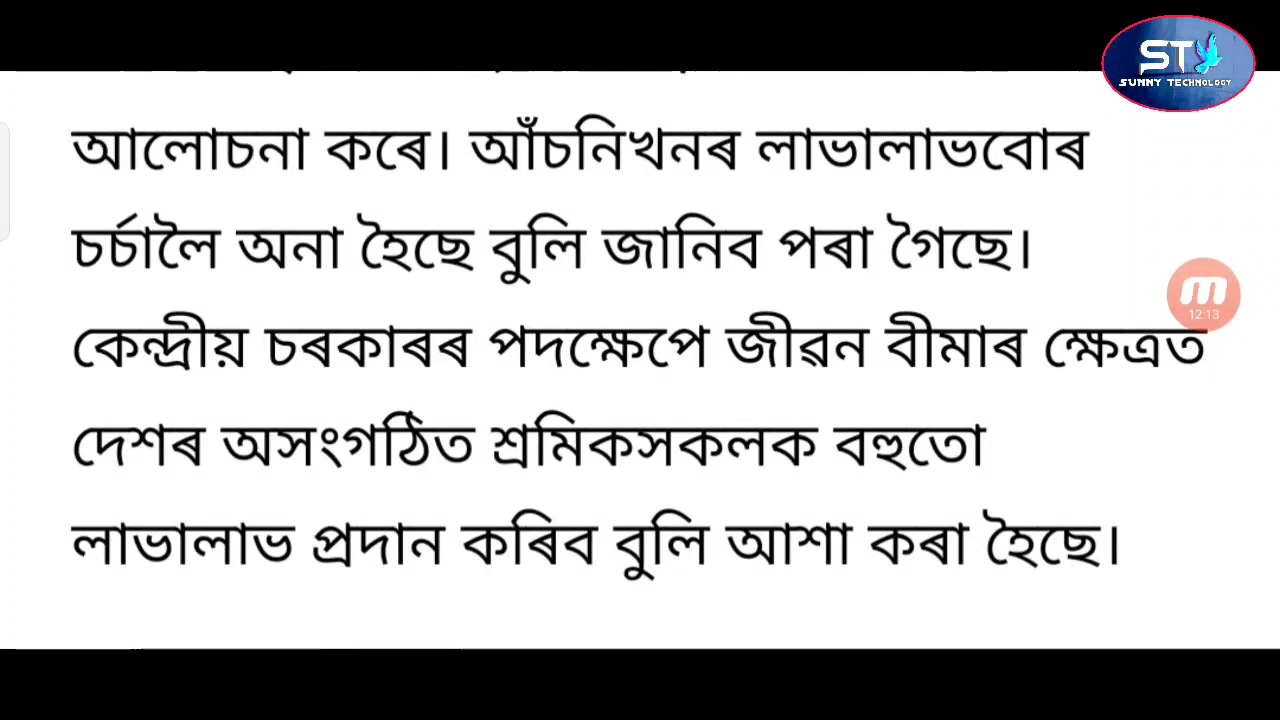 ST
SUNNY TECHNOLOGY
আলোচনা কৰে। আঁচনিখনৰ লাভালাভবোৰ
চৰ্চালৈ অনা হৈছে বুলি জানিব পৰা গৈছে।
12:13
কেন্দ্ৰীয় চৰকাৰৰ পদক্ষেপে জীৱন বীমাৰ ক্ষেত্ৰত
দেশৰ অসংগঠিত শ্ৰমিকসকলক বহুতো
লাভালাভ প্ৰদান কৰিব বুলি আশা কৰা হৈছে।